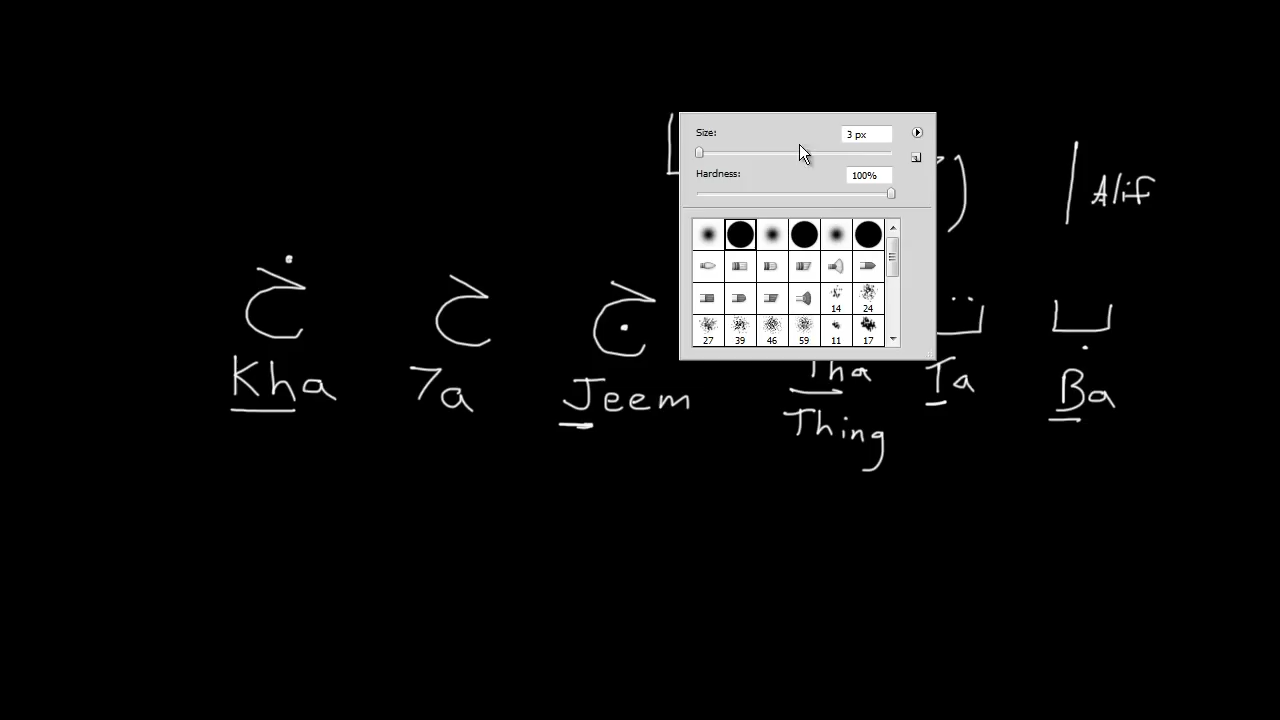 Size: 3 px
Hardness: 100%
14 24
27 39 46 59 11 17
Alif
خ ح ج ت ب
Kha 7a Jeem Tha Ta Ba
Thing